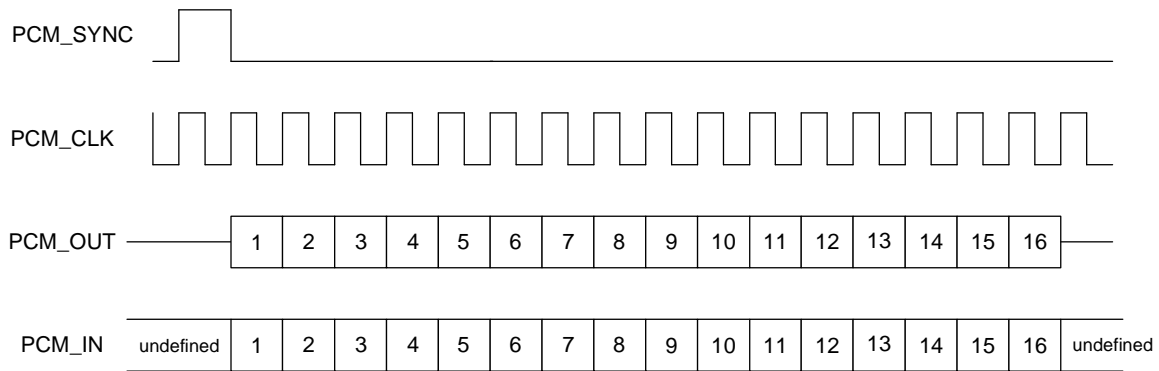 PCM_SYNC
PCM_CLK
PCM_OUT 1 2 3 4 5 6 7 8 9 10 11 12 13 14 15 16
PCM_IN undefined 1 2 3 4 5 6 7 8 9 10 11 12 13 14 15 16 undefined